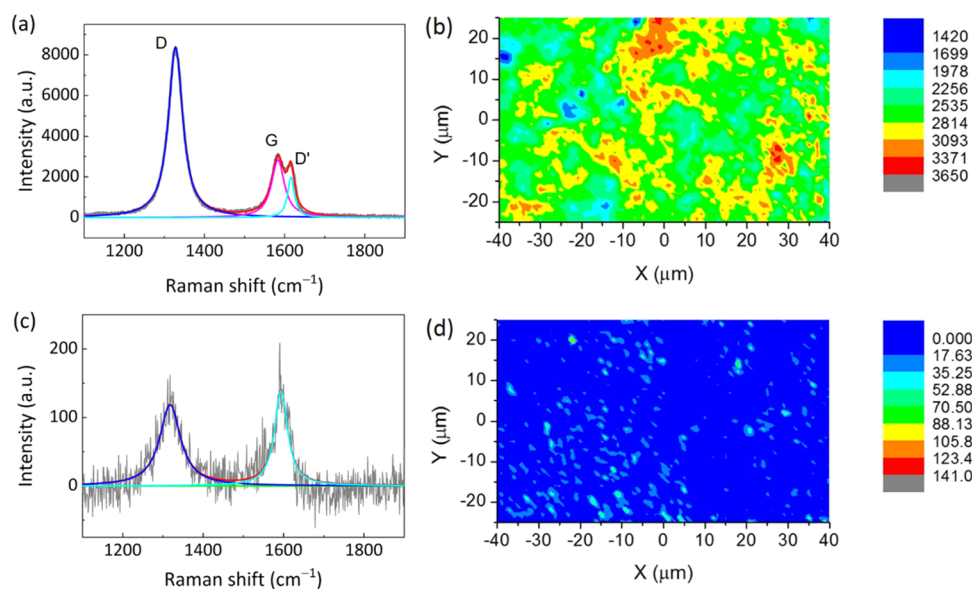 (a)
8000
6000
4000
2000
0
Intensity (a.u.)
D
G
D'
1200 1400 1600 1800
Raman shift (cm−1)
(b)
20
10
0
-10
-20
Y (μm)
-40 -30 -20 -10 0 10 20 30 40
X (μm)
1420
1699
1978
2256
2535
2814
3093
3371
3650
(c)
200
100
0
Intensity (a.u.)
1200 1400 1600 1800
Raman shift (cm−1)
(d)
20
10
0
-10
-20
Y (μm)
-40 -30 -20 -10 0 10 20 30 40
X (μm)
0.000
17.63
35.25
52.88
70.50
88.13
105.8
123.4
141.0